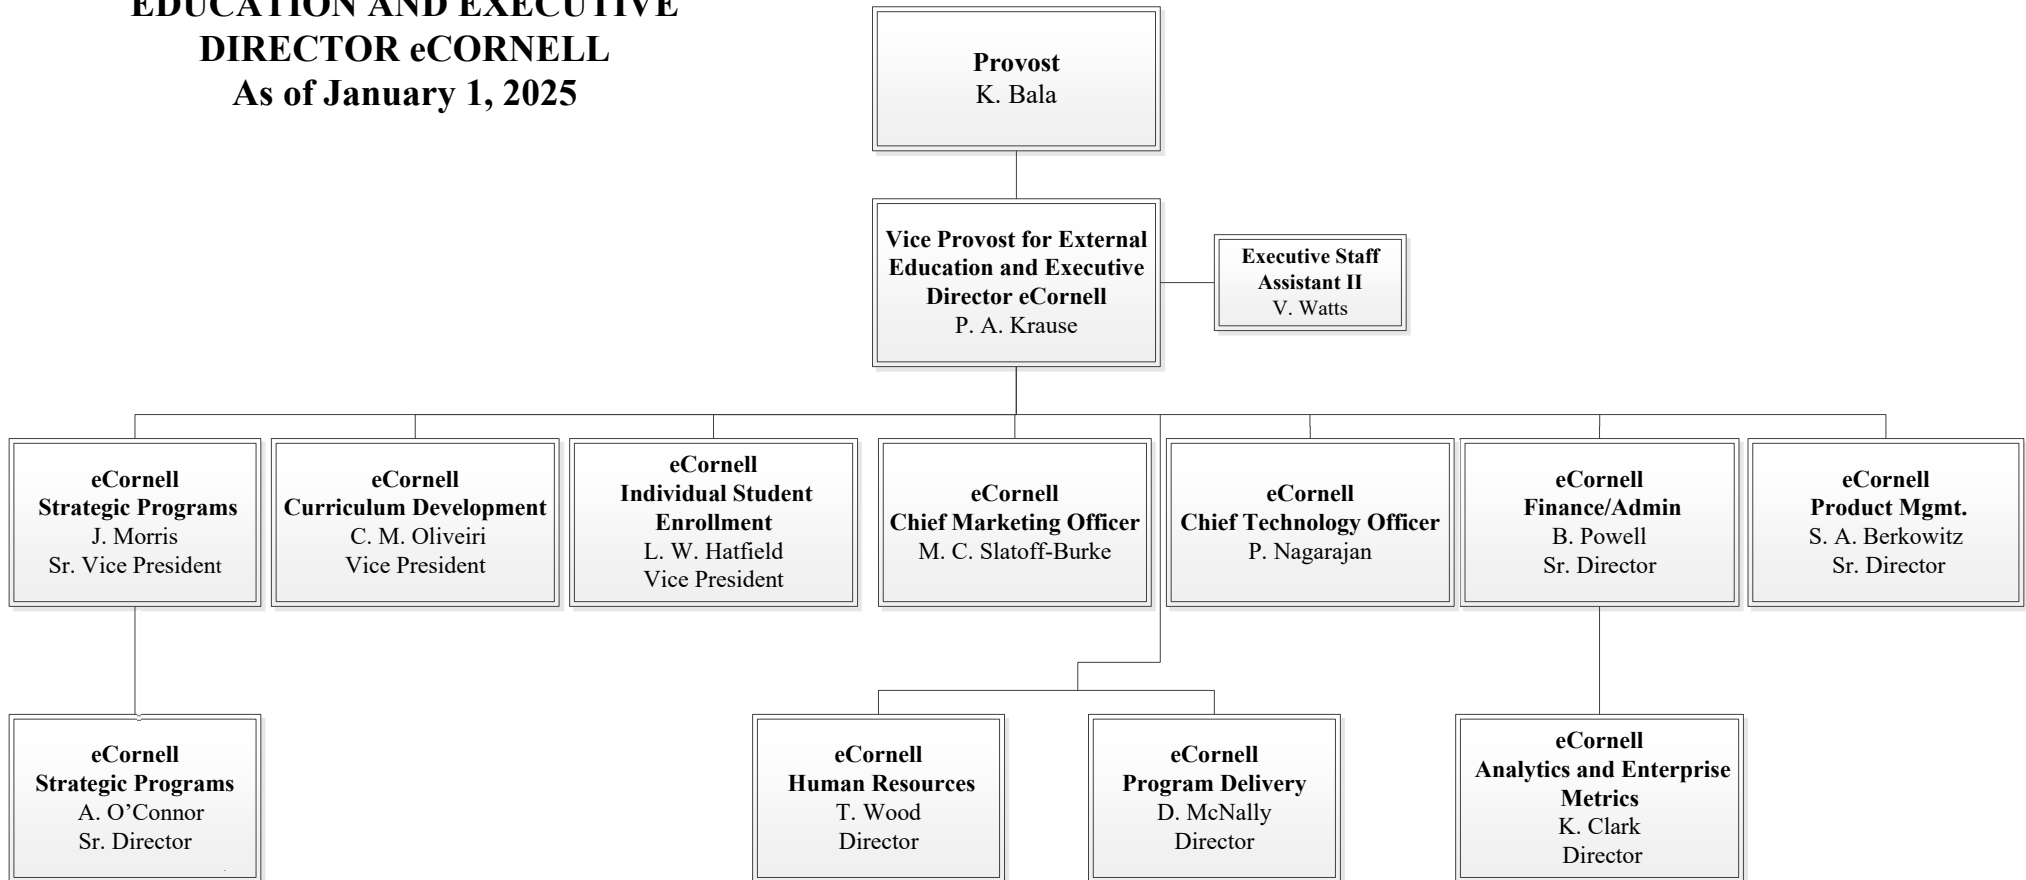 EDUCATION AND EXECUTIVE
DIRECTOR eCORNELL
As of January 1, 2025
Provost
K. Bala
Vice Provost for External
Education and Executive
Director eCornell
P. A. Krause
Executive Staff
Assistant II
V. Watts
eCornell
Strategic Programs
J. Morris
Sr. Vice President
eCornell
Curriculum Development
C. M. Oliveiri
Vice President
eCornell
Individual Student
Enrollment
L. W. Hatfield
Vice President
eCornell
Chief Marketing Officer
M. C. Slatoff-Burke
eCornell
Chief Technology Officer
P. Nagarajan
eCornell
Finance/Admin
B. Powell
Sr. Director
eCornell
Product Mgmt.
S. A. Berkowitz
Sr. Director
eCornell
Strategic Programs
A. O’Connor
Sr. Director
eCornell
Human Resources
T. Wood
Director
eCornell
Program Delivery
D. McNally
Director
eCornell
Analytics and Enterprise
Metrics
K. Clark
Director